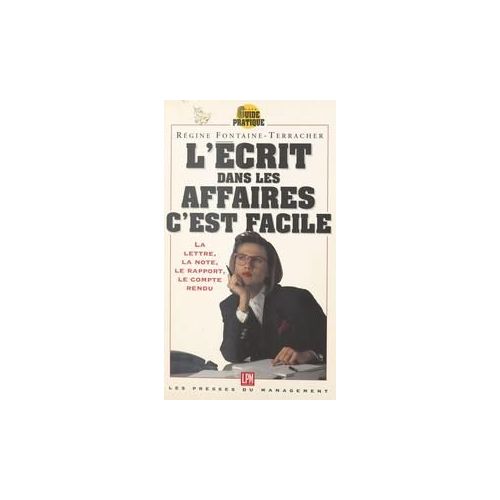 GUIDE
PRATIQUE
RÉGINE FONTAINE-TERRACHER
L'ÉCRIT
DANS LES
AFFAIRES
C'EST FACILE
LA
LETTRE,
LA NOTE,
LE RAPPORT,
LE COMPTE
RENDU
LPM
LES PRESSES DU MANAGEMENT